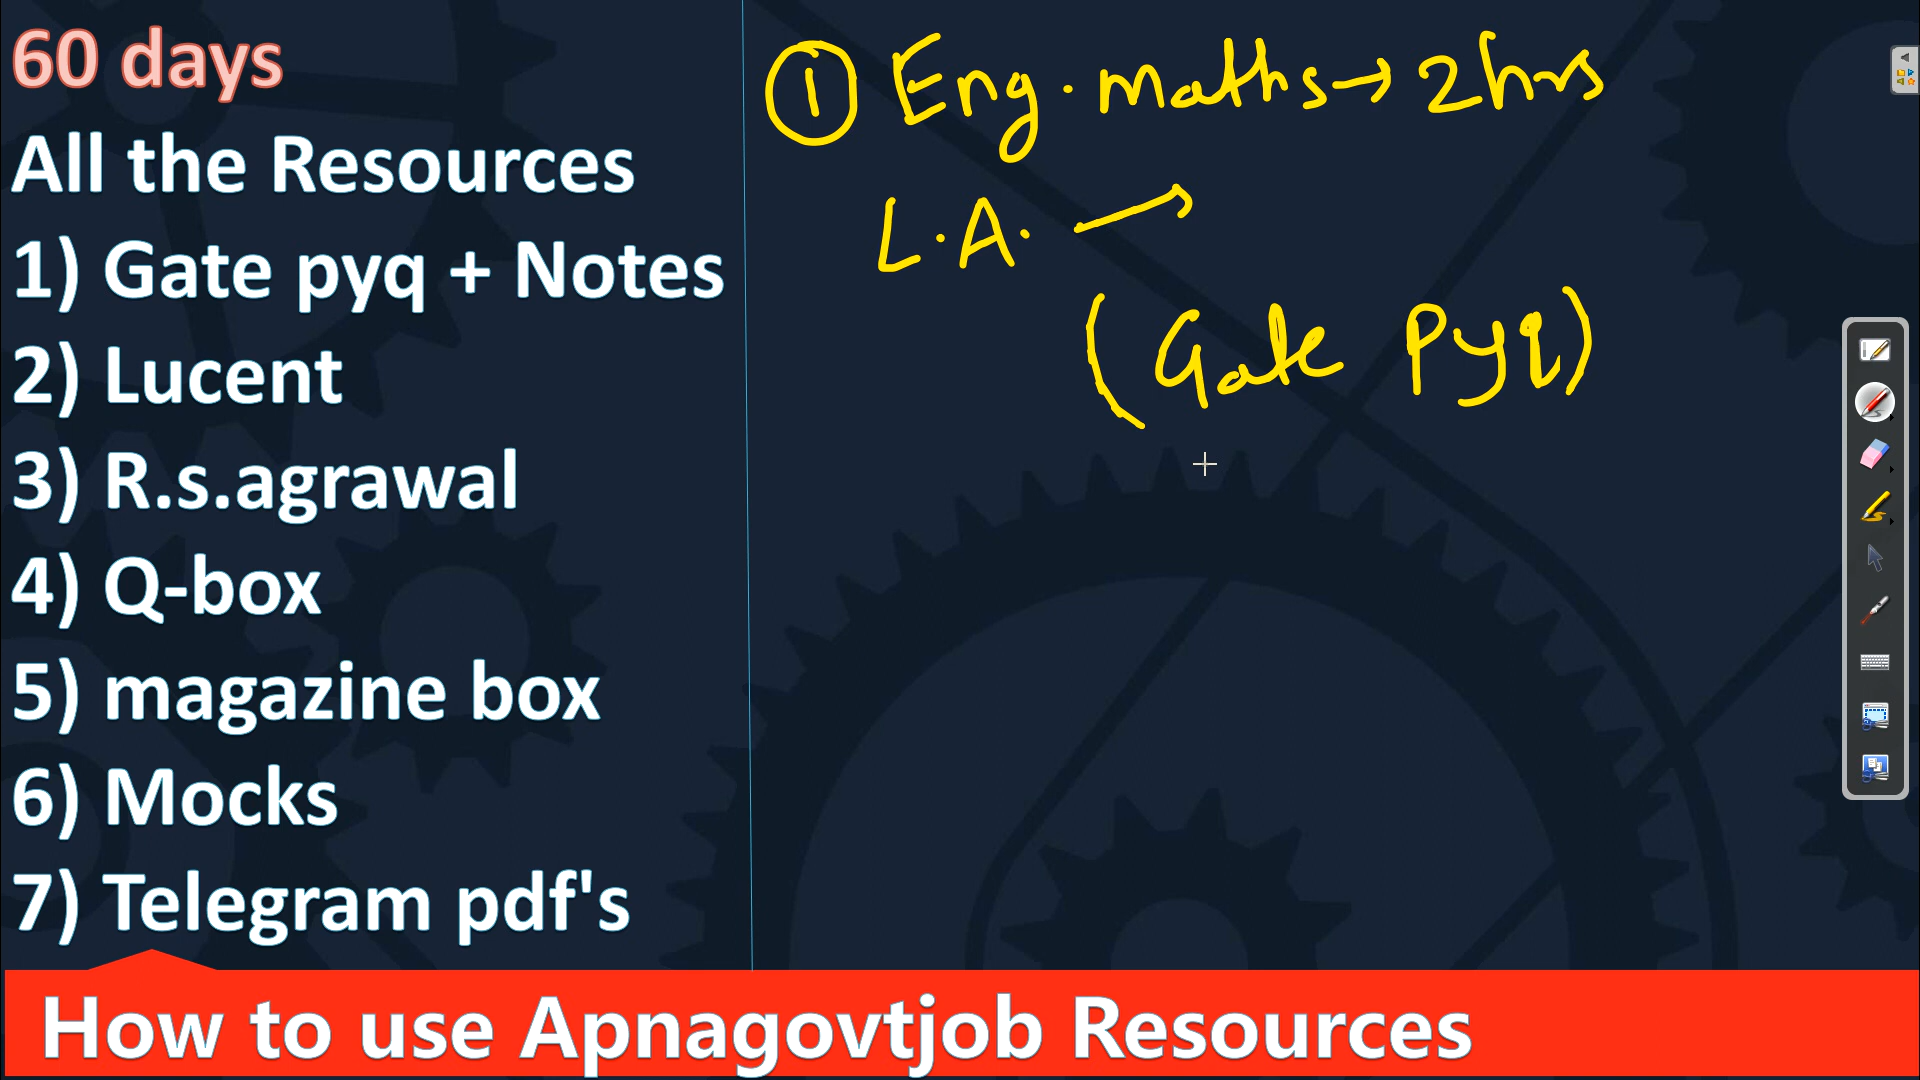 60 days
All the Resources
1) Gate pyq + Notes
2) Lucent
3) R.s.agrawal
4) Q-box
5) magazine box
6) Mocks
7) Telegram pdf's
① Eng. maths → 2hrs
L.A. →
(Gate Pyq)
How to use Apnagovtjob Resources